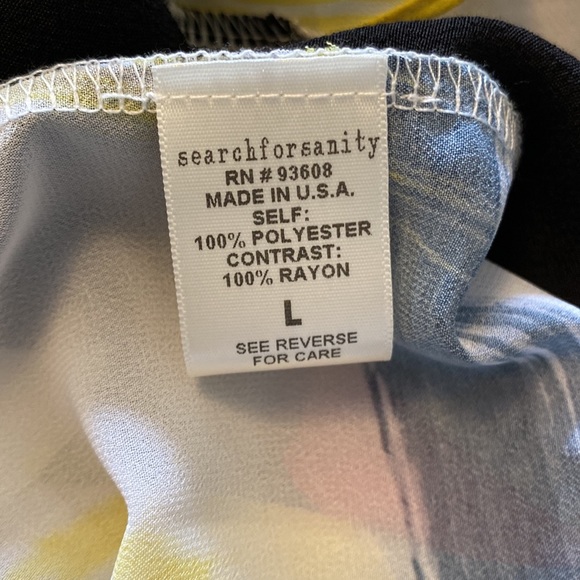 searchforsanity
RN # 93608
MADE IN U.S.A.
SELF:
100% POLYESTER
CONTRAST:
100% RAYON
L
SEE REVERSE
FOR CARE